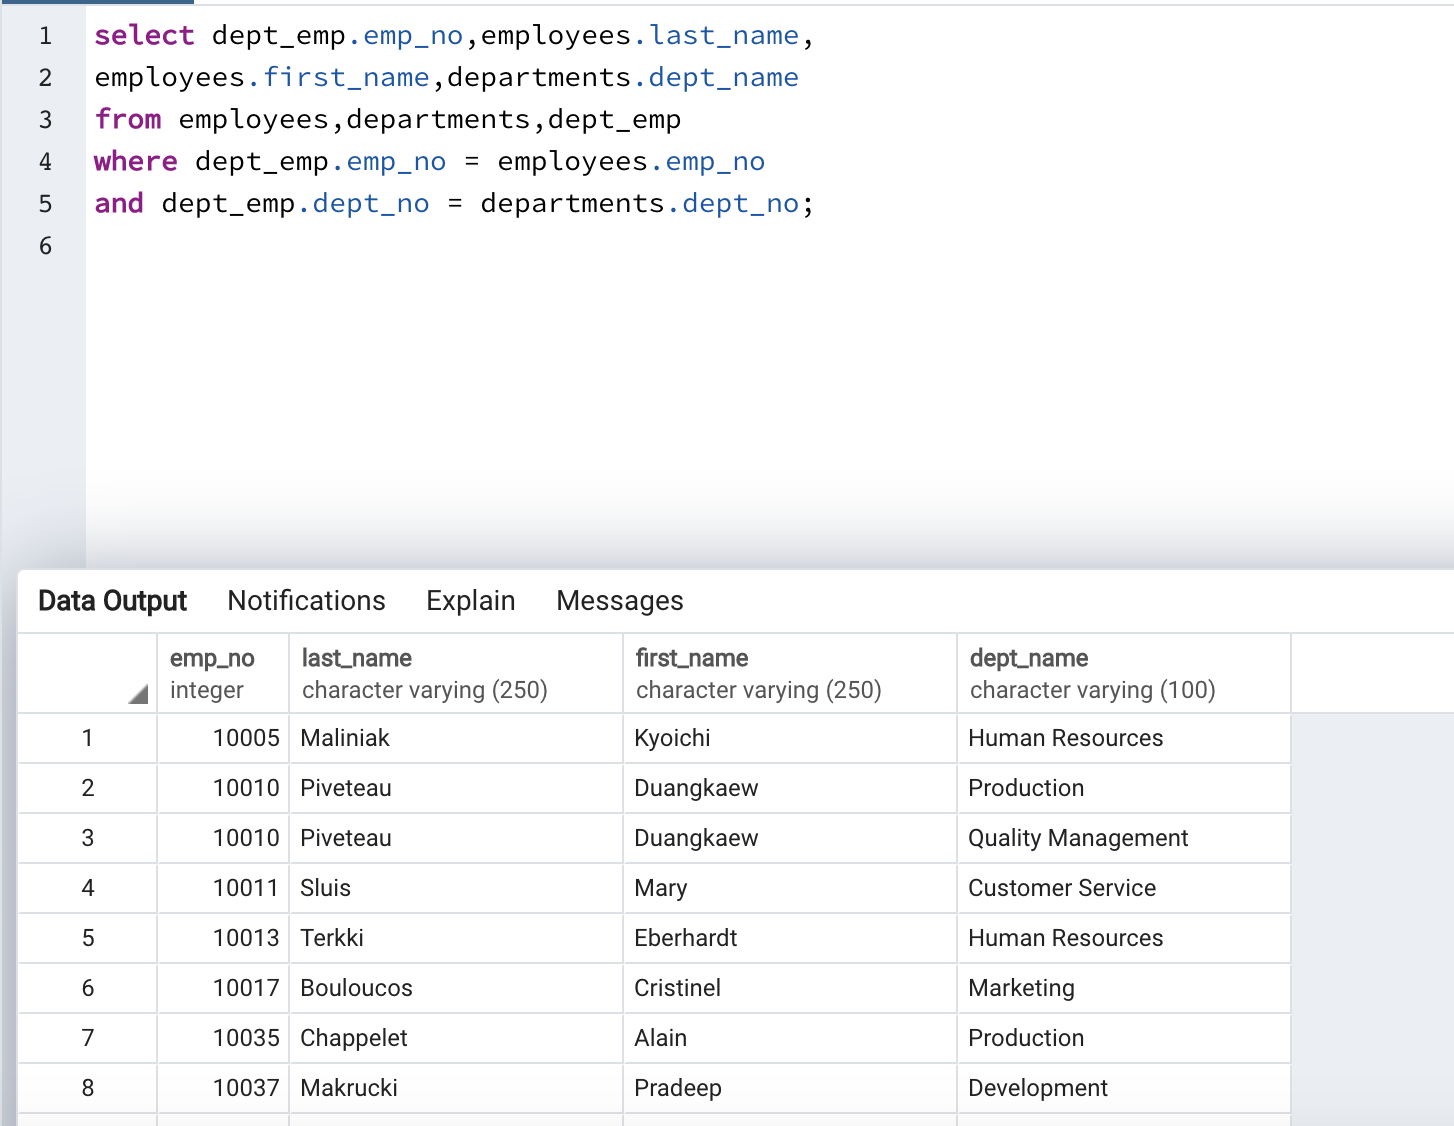 1 select dept_emp.emp_no,employees.last_name,
2 employees.first_name,departments.dept_name
3 from employees,departments,dept_emp
4 where dept_emp.emp_no = employees.emp_no
5 and dept_emp.dept_no = departments.dept_no;
6
Data Output Notifications Explain Messages
emp_no last_name first_name dept_name
integer character varying (250) character varying (250) character varying (100)
1 10005 Maliniak Kyoichi Human Resources
2 10010 Piveteau Duangkaew Production
3 10010 Piveteau Duangkaew Quality Management
4 10011 Sluis Mary Customer Service
5 10013 Terkki Eberhardt Human Resources
6 10017 Bouloucos Cristinel Marketing
7 10035 Chappelet Alain Production
8 10037 Makrucki Pradeep Development